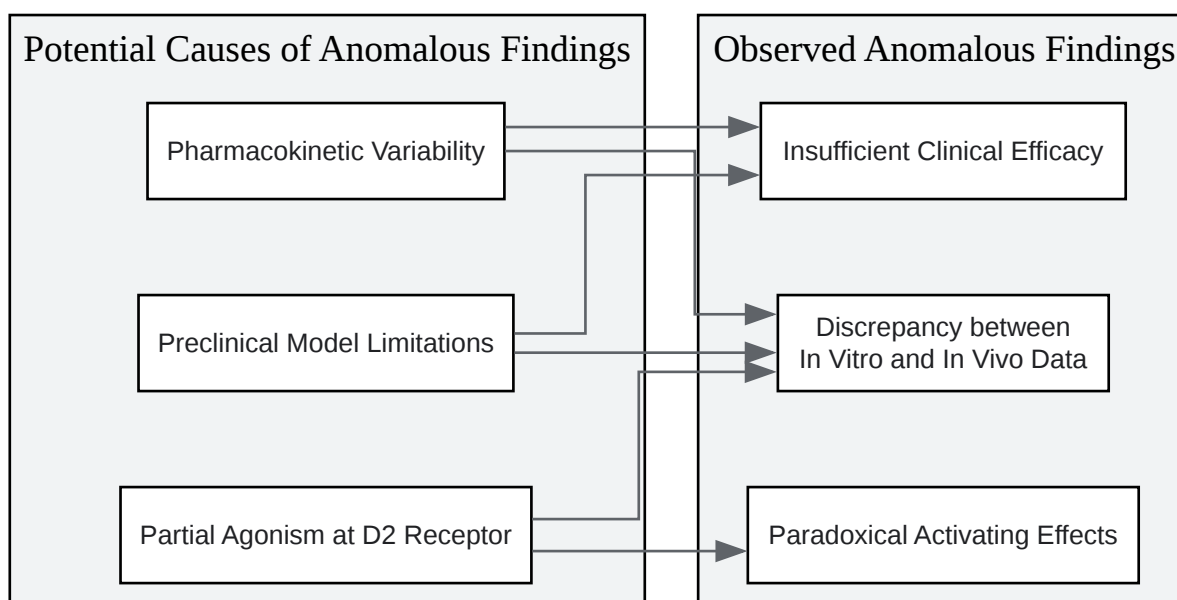 Potential Causes of Anomalous Findings
Pharmacokinetic Variability
Preclinical Model Limitations
Partial Agonism at D2 Receptor
Observed Anomalous Findings
Insufficient Clinical Efficacy
Discrepancy between
In Vitro and In Vivo Data
Paradoxical Activating Effects